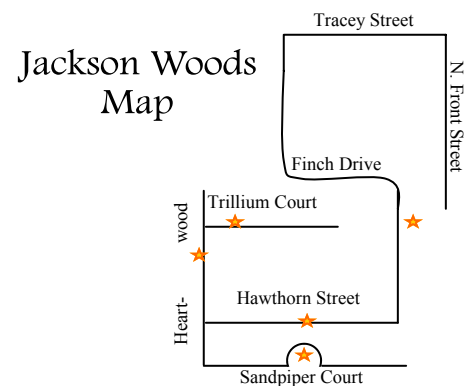 Jackson Woods
Map
Tracey Street
N. Front Street
Finch Drive
Trillium Court
Heart-
wood
Hawthorn Street
Sandpiper Court